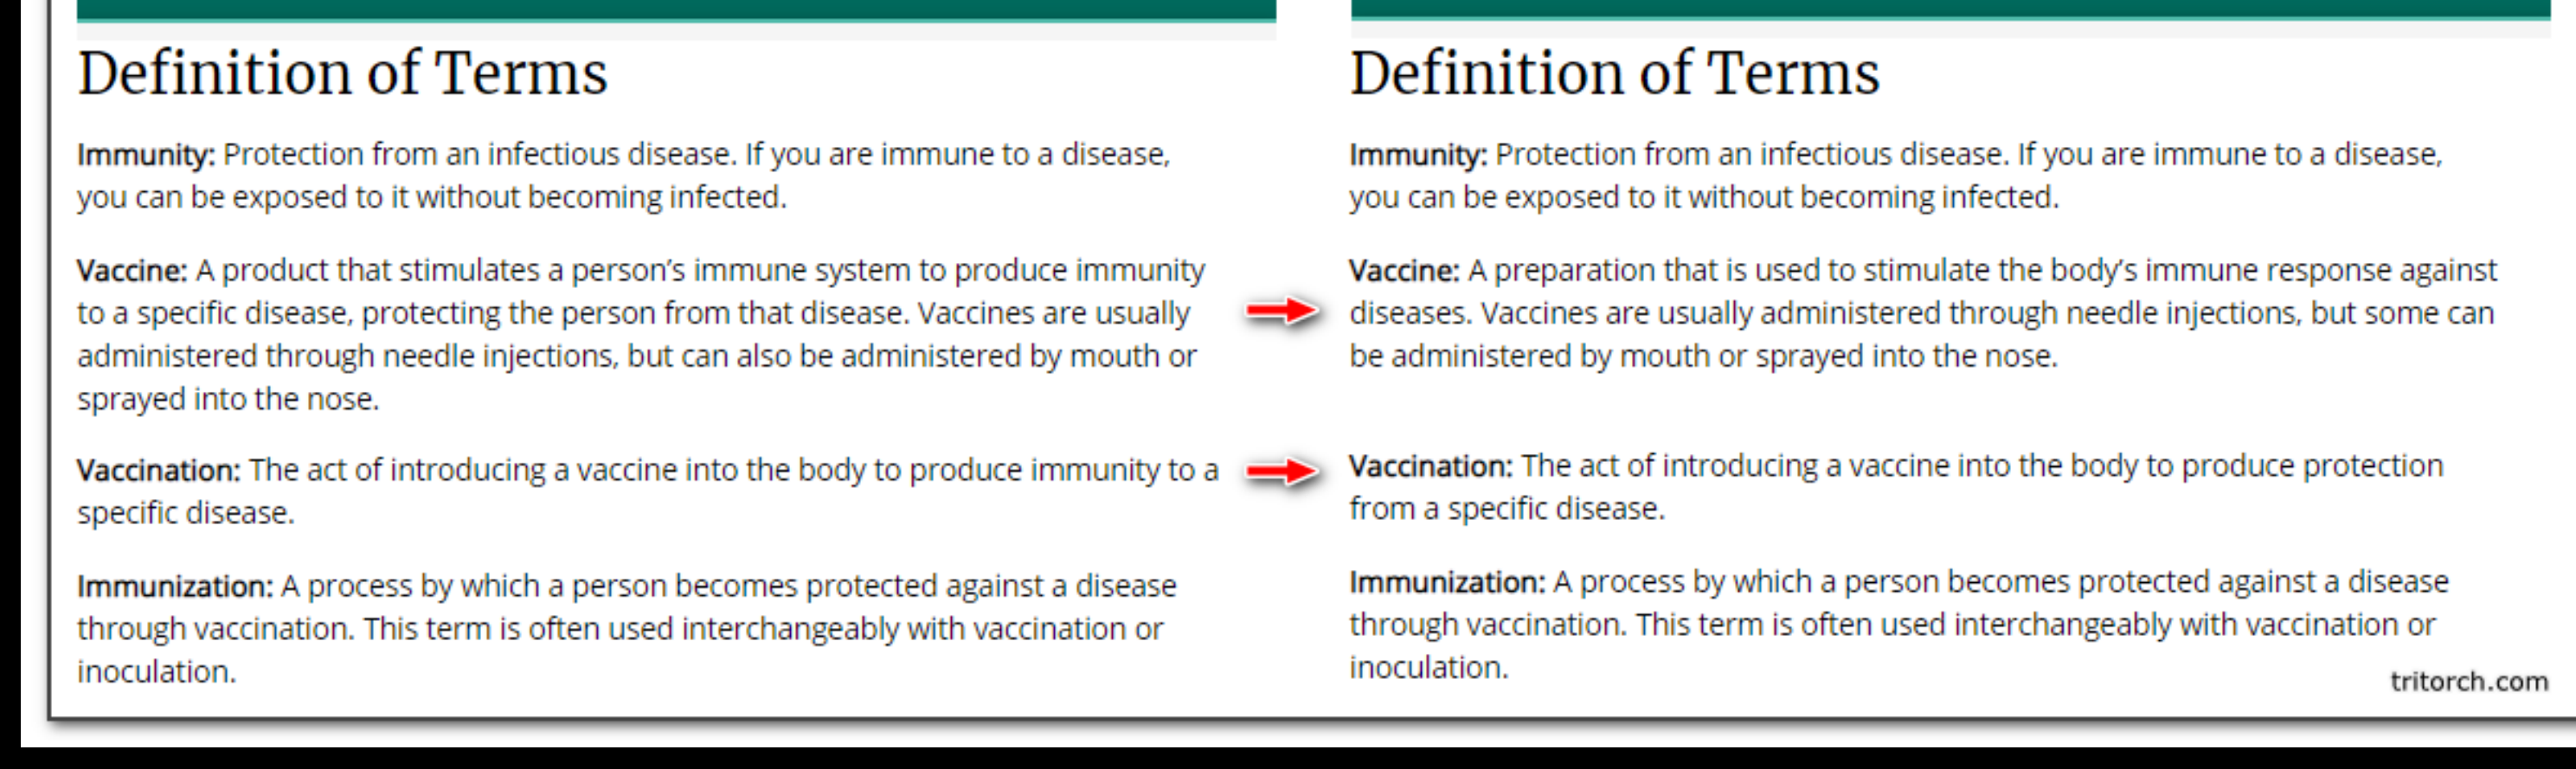 Definition of Terms
Immunity: Protection from an infectious disease. If you are immune to a disease,
you can be exposed to it without becoming infected.
Vaccine: A product that stimulates a person’s immune system to produce immunity
to a specific disease, protecting the person from that disease. Vaccines are usually
administered through needle injections, but can also be administered by mouth or
sprayed into the nose.
Vaccination: The act of introducing a vaccine into the body to produce immunity to a
specific disease.
Immunization: A process by which a person becomes protected against a disease
through vaccination. This term is often used interchangeably with vaccination or
inoculation.
Definition of Terms
Immunity: Protection from an infectious disease. If you are immune to a disease,
you can be exposed to it without becoming infected.
Vaccine: A preparation that is used to stimulate the body’s immune response against
diseases. Vaccines are usually administered through needle injections, but some can
be administered by mouth or sprayed into the nose.
Vaccination: The act of introducing a vaccine into the body to produce protection
from a specific disease.
Immunization: A process by which a person becomes protected against a disease
through vaccination. This term is often used interchangeably with vaccination or
inoculation.
tritorch.com